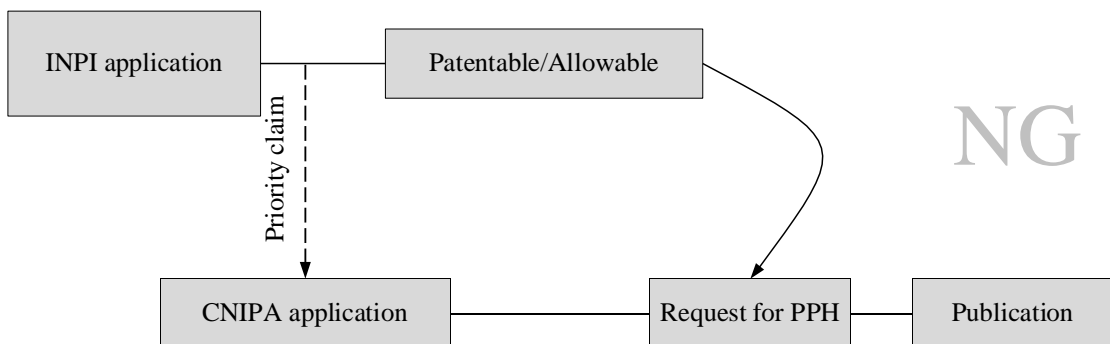 INPI application
Patentable/Allowable
NG
Priority claim
CNIPA application
Request for PPH
Publication